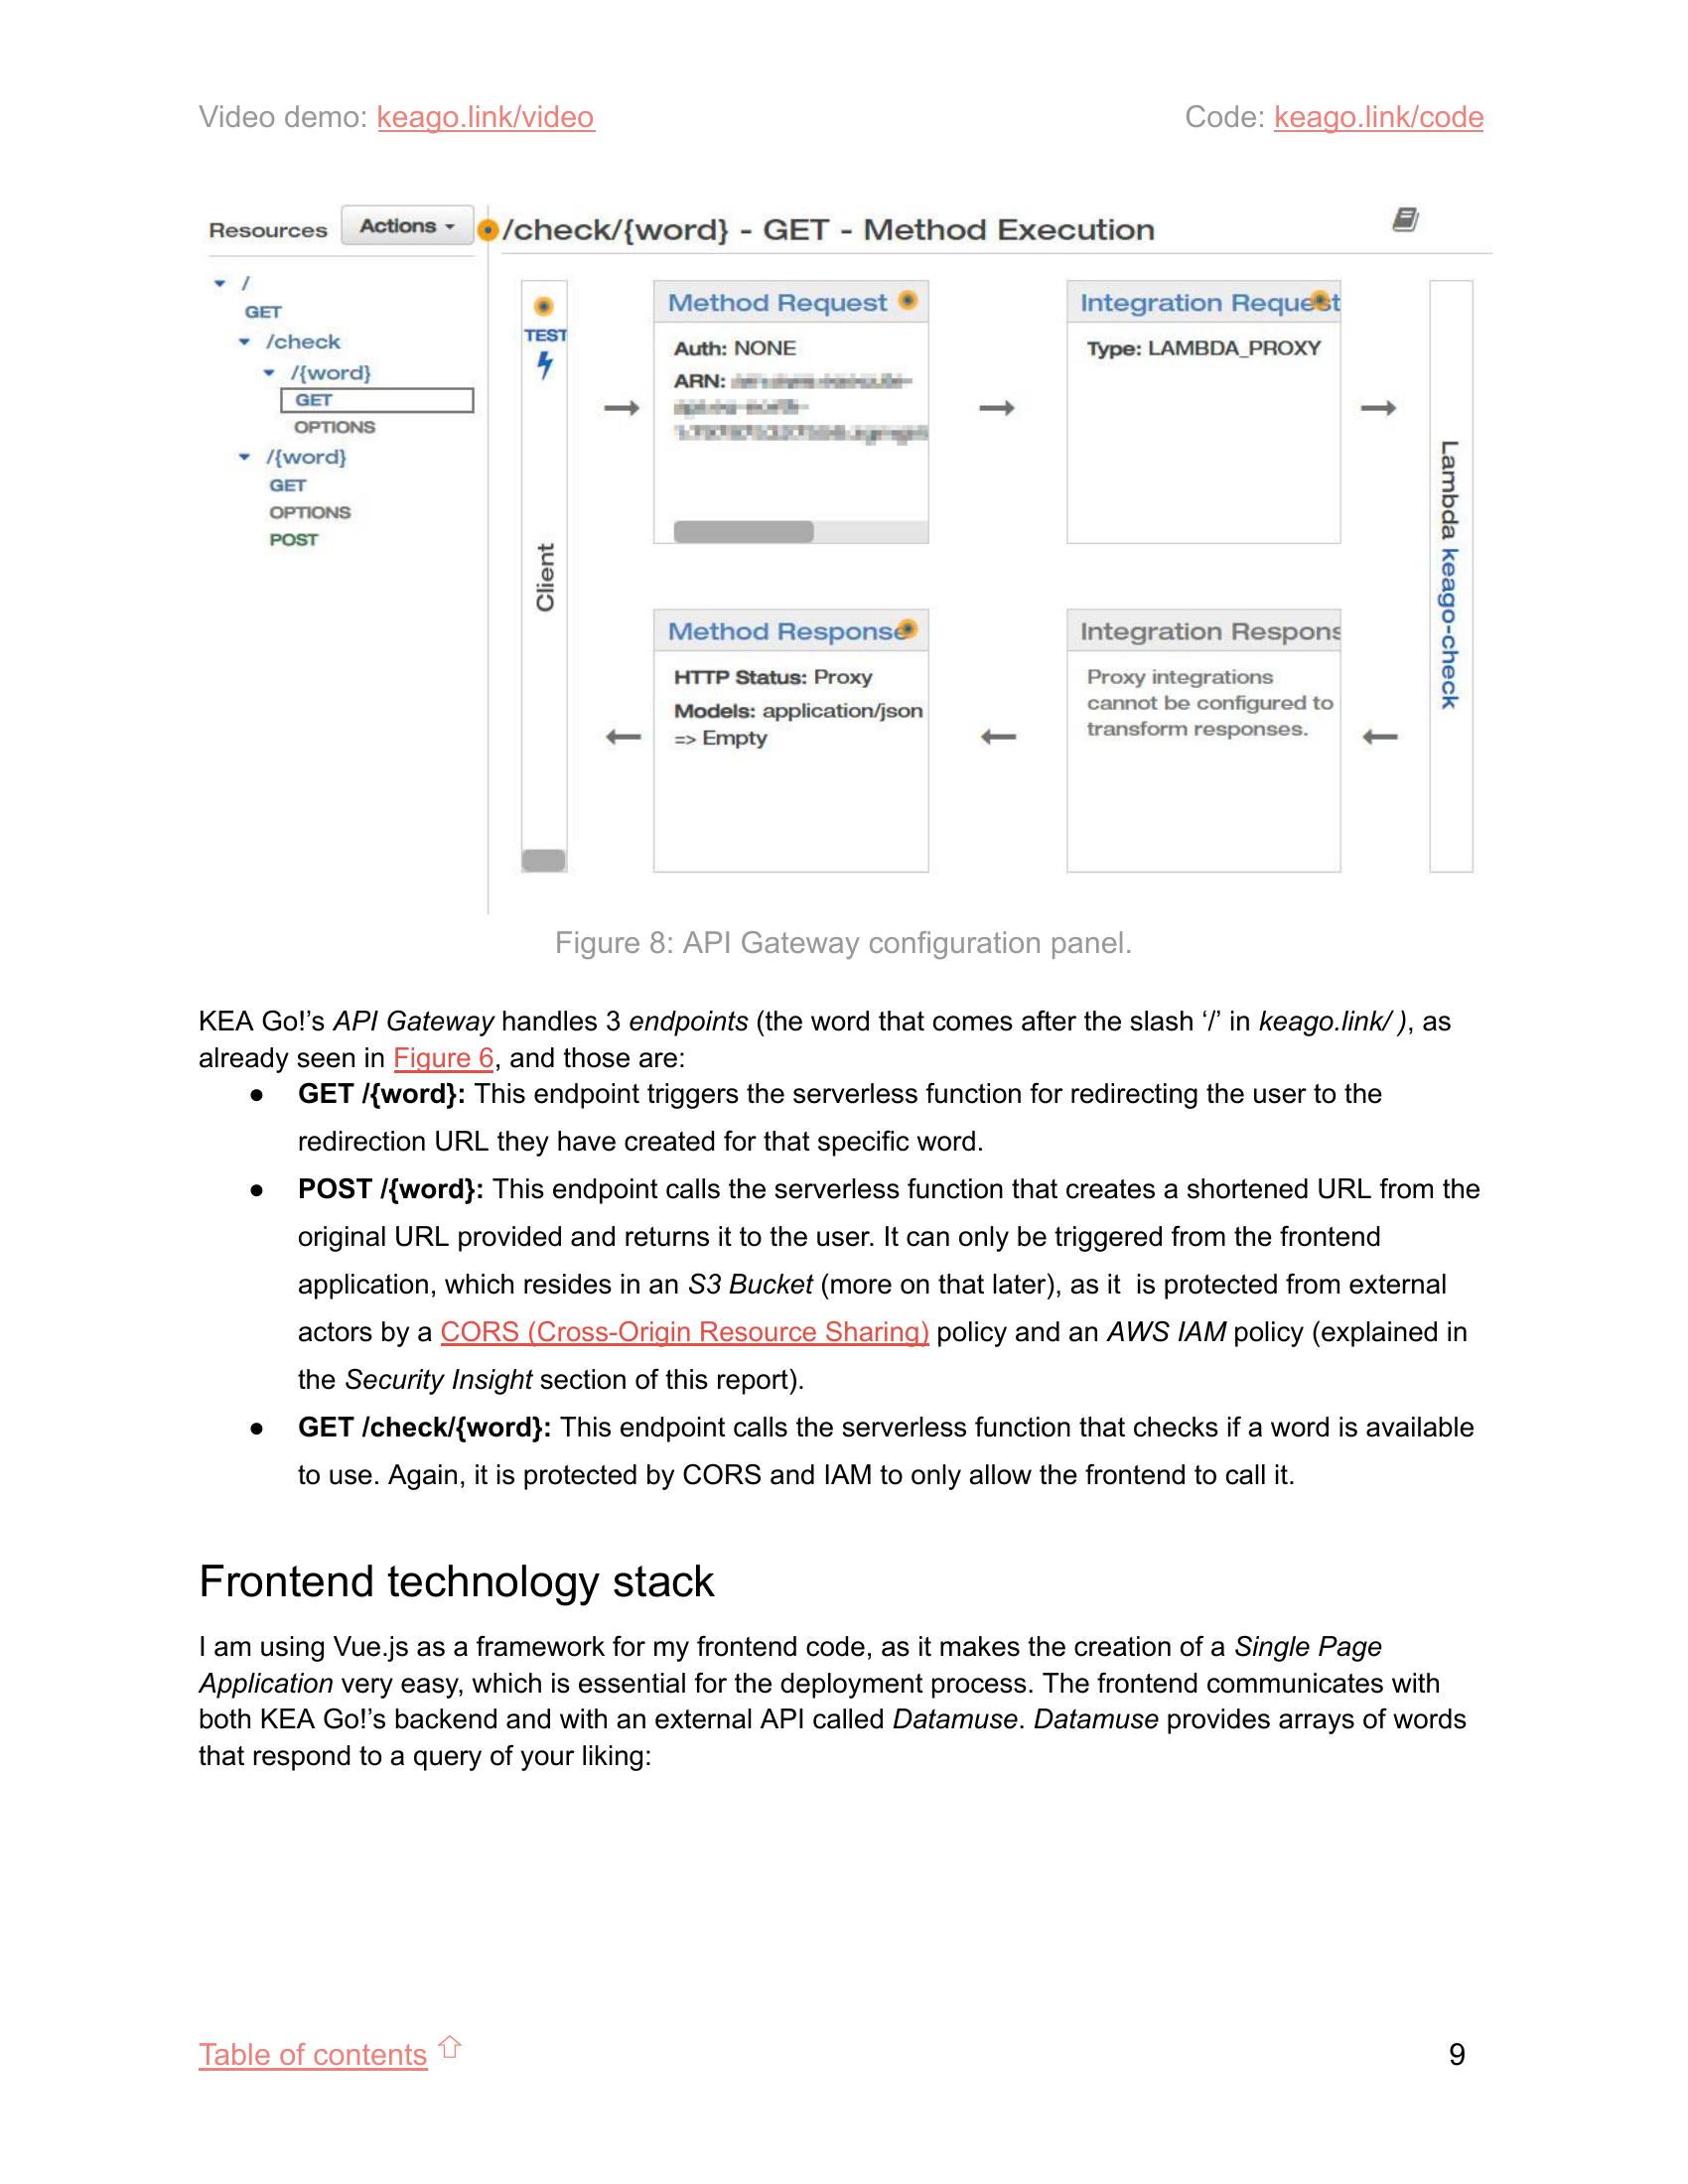 Video demo: keago.link/video
Code: keago.link/code
Resources
Actions
/check/{word} - GET - Method Execution
/
GET
/check
/{word}
GET
OPTIONS
/{word}
GET
OPTIONS
POST
TEST
Client
Method Request
Auth: NONE
ARN:
Integration Request
Type: LAMBDA_PROXY
Lambda keago-check
Method Response
HTTP Status: Proxy
Models: application/json
=> Empty
Integration Respons
Proxy integrations
cannot be configured to
transform responses.
Figure 8: API Gateway configuration panel.
KEA Go!’s API Gateway handles 3 endpoints (the word that comes after the slash ‘/’ in keago.link/ ), as
already seen in Figure 6, and those are:
● GET /{word}: This endpoint triggers the serverless function for redirecting the user to the
redirection URL they have created for that specific word.
● POST /{word}: This endpoint calls the serverless function that creates a shortened URL from the
original URL provided and returns it to the user. It can only be triggered from the frontend
application, which resides in an S3 Bucket (more on that later), as it  is protected from external
actors by a CORS (Cross-Origin Resource Sharing) policy and an AWS IAM policy (explained in
the Security Insight section of this report).
● GET /check/{word}: This endpoint calls the serverless function that checks if a word is available
to use. Again, it is protected by CORS and IAM to only allow the frontend to call it.
Frontend technology stack
I am using Vue.js as a framework for my frontend code, as it makes the creation of a Single Page
Application very easy, which is essential for the deployment process. The frontend communicates with
both KEA Go!’s backend and with an external API called Datamuse. Datamuse provides arrays of words
that respond to a query of your liking:
Table of contents ⇧
9